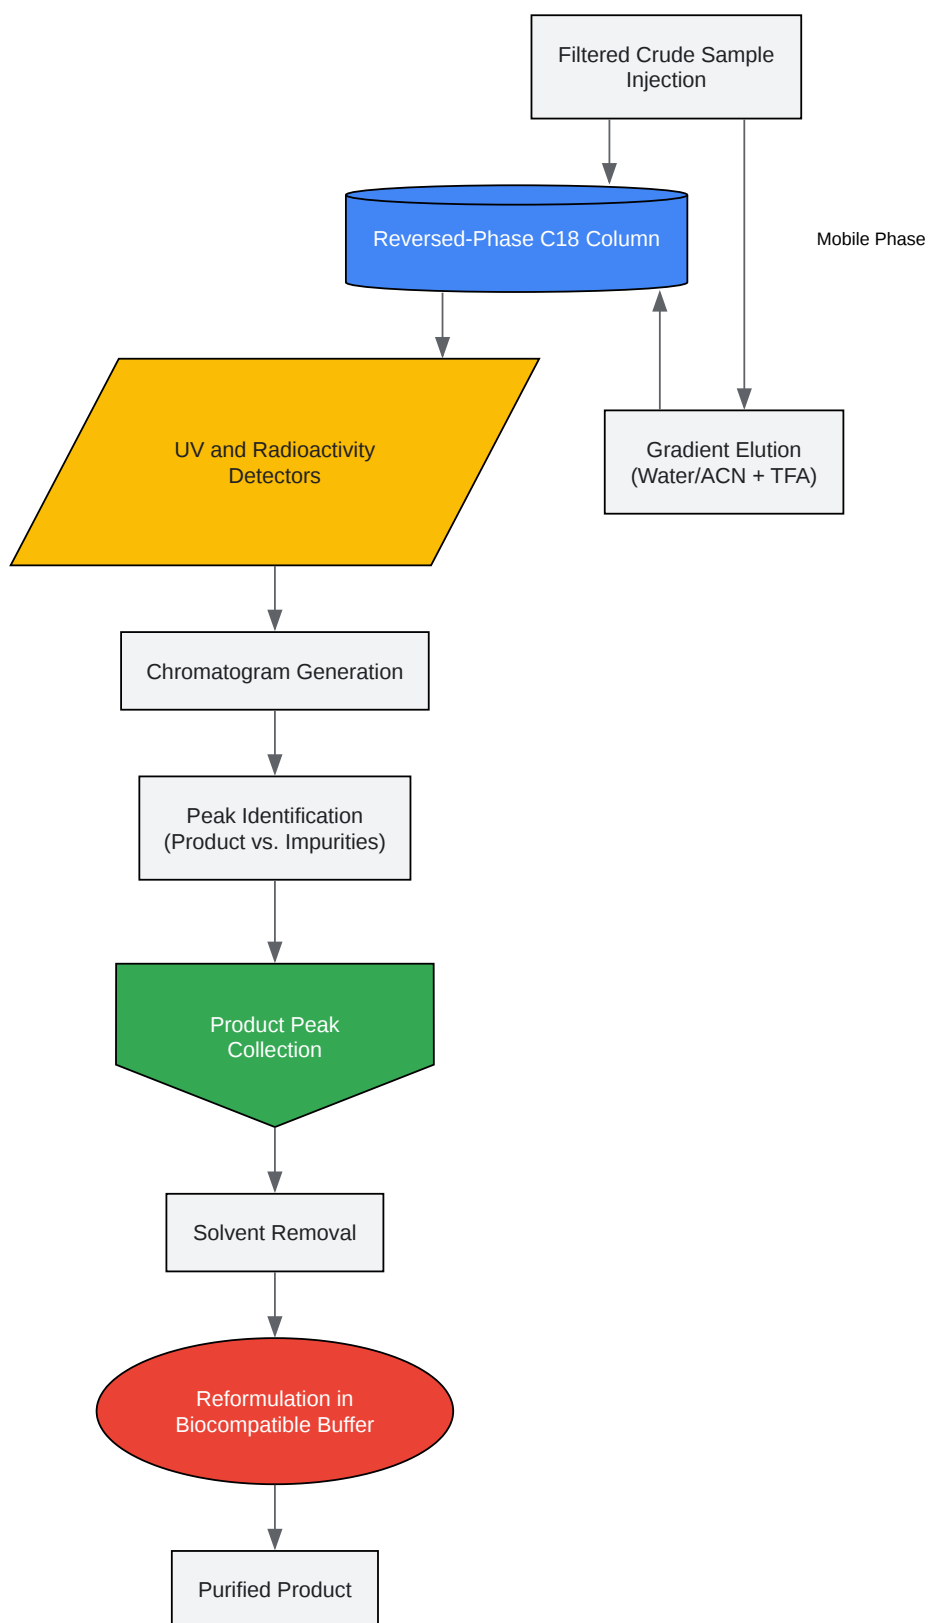 Filtered Crude Sample
Injection
Reversed-Phase C18 Column
Mobile Phase
UV and Radioactivity
Detectors
Gradient Elution
(Water/ACN + TFA)
Chromatogram Generation
Peak Identification
(Product vs. Impurities)
Product Peak
Collection
Solvent Removal
Reformulation in
Biocompatible Buffer
Purified Product